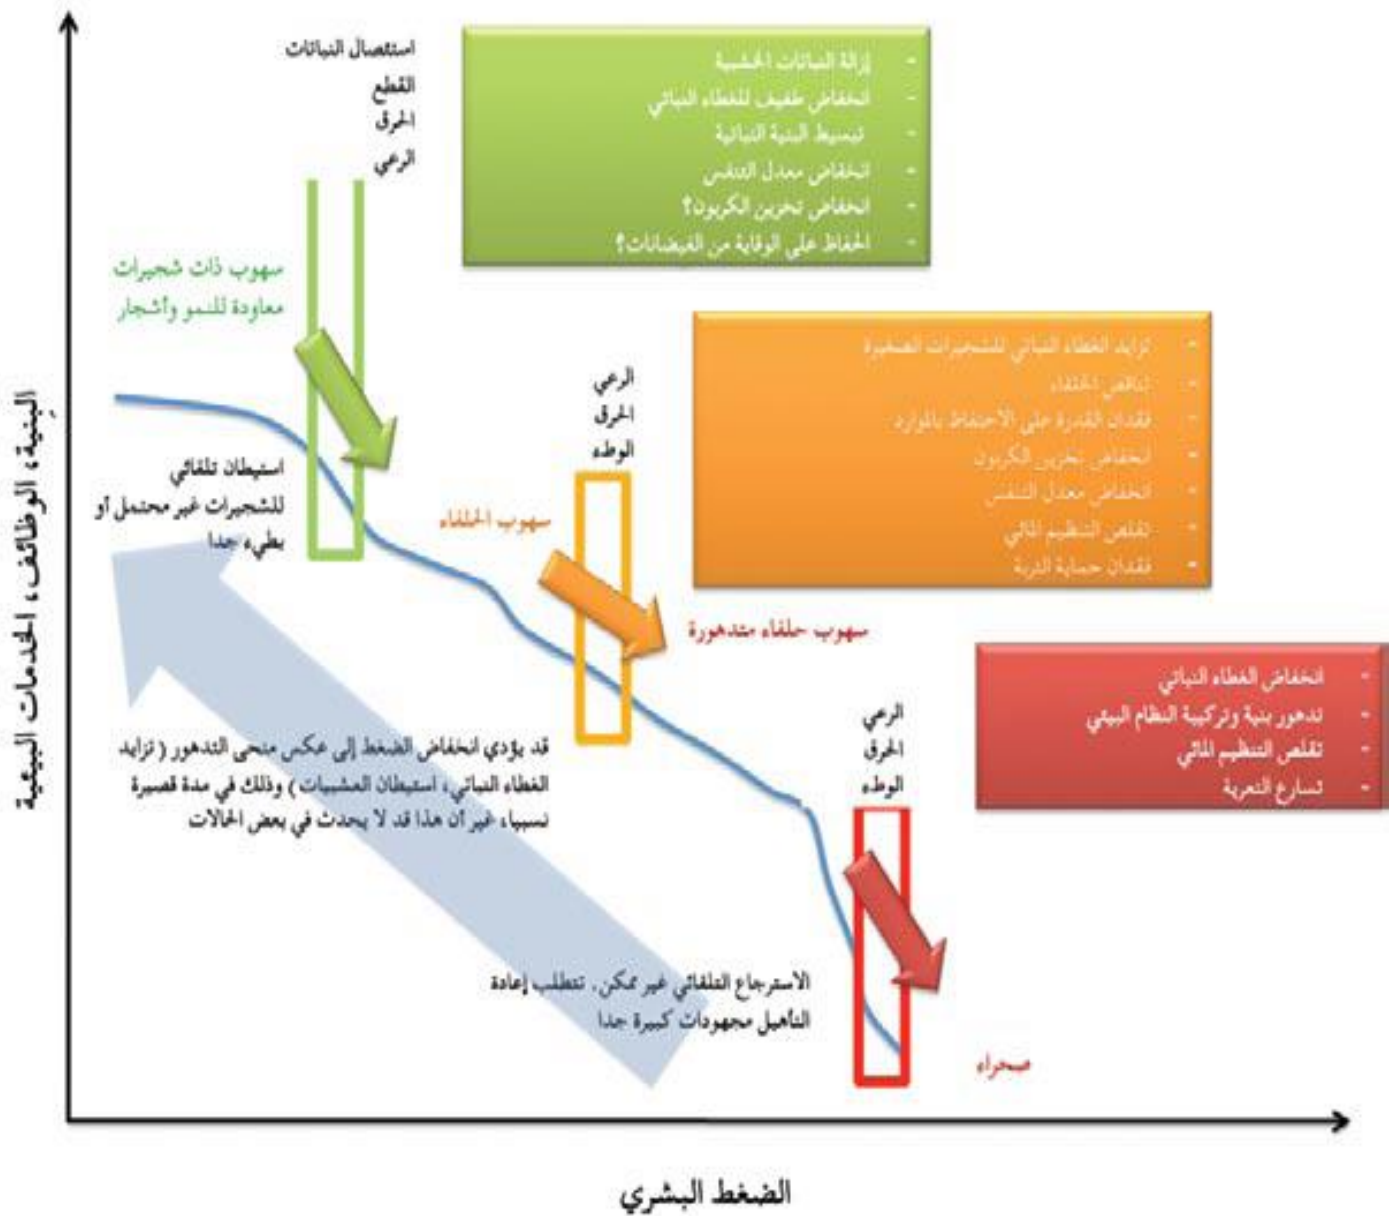 استئصال النباتات
القطع
الحرق
الرعي
- إزالة النباتات الخشبية
- انخفاض طفيف للغطاء النباتي
- تبسيط البنية النباتية
- انخفاض معدل التنفس
- انخفاض تخزين الكربون؟
- الحفاظ على الوقاية من الفيضانات؟
سهوب ذات شجيرات
معاودة للنمو وأشجار
- تزايد الغطاء النباتي للشجيرات الصغيرة
- تناقص الحلفاء
- فقدان القدرة على الاحتفاظ بالموارد
- انخفاض تخزين الكربون
- انخفاض معدل التنفس
- تقلص التنظيم المائي
- فقدان حماية التربة
الرعي
الحرق
الوطء
استيطان تلقائي
للشجيرات غير محتمل أو
بطيء جدا
سهوب الحلفاء
سهوب حلفاء متدهورة
- انخفاض الغطاء النباتي
- تدهور بنية وتركيبة النظام البيئي
- تقلص التنظيم المائي
- تسارع التعرية
الرعي
الحرق
الوطء
قد يؤدي انخفاض الضغط إلى عكس منحى التدهور (تزايد
الغطاء النباتي، استيطان العشبيات) وذلك في مدة قصيرة
نسبياء غير أن هذا قد لا يحدث في بعض الحالات
الاسترجاع التلقائي غير ممكن. تتطلب إعادة
التأهيل مجهودات كبيرة جدا
صحراء
البِنية، الوظائف، الخدمات البيئية
الضغط البشري